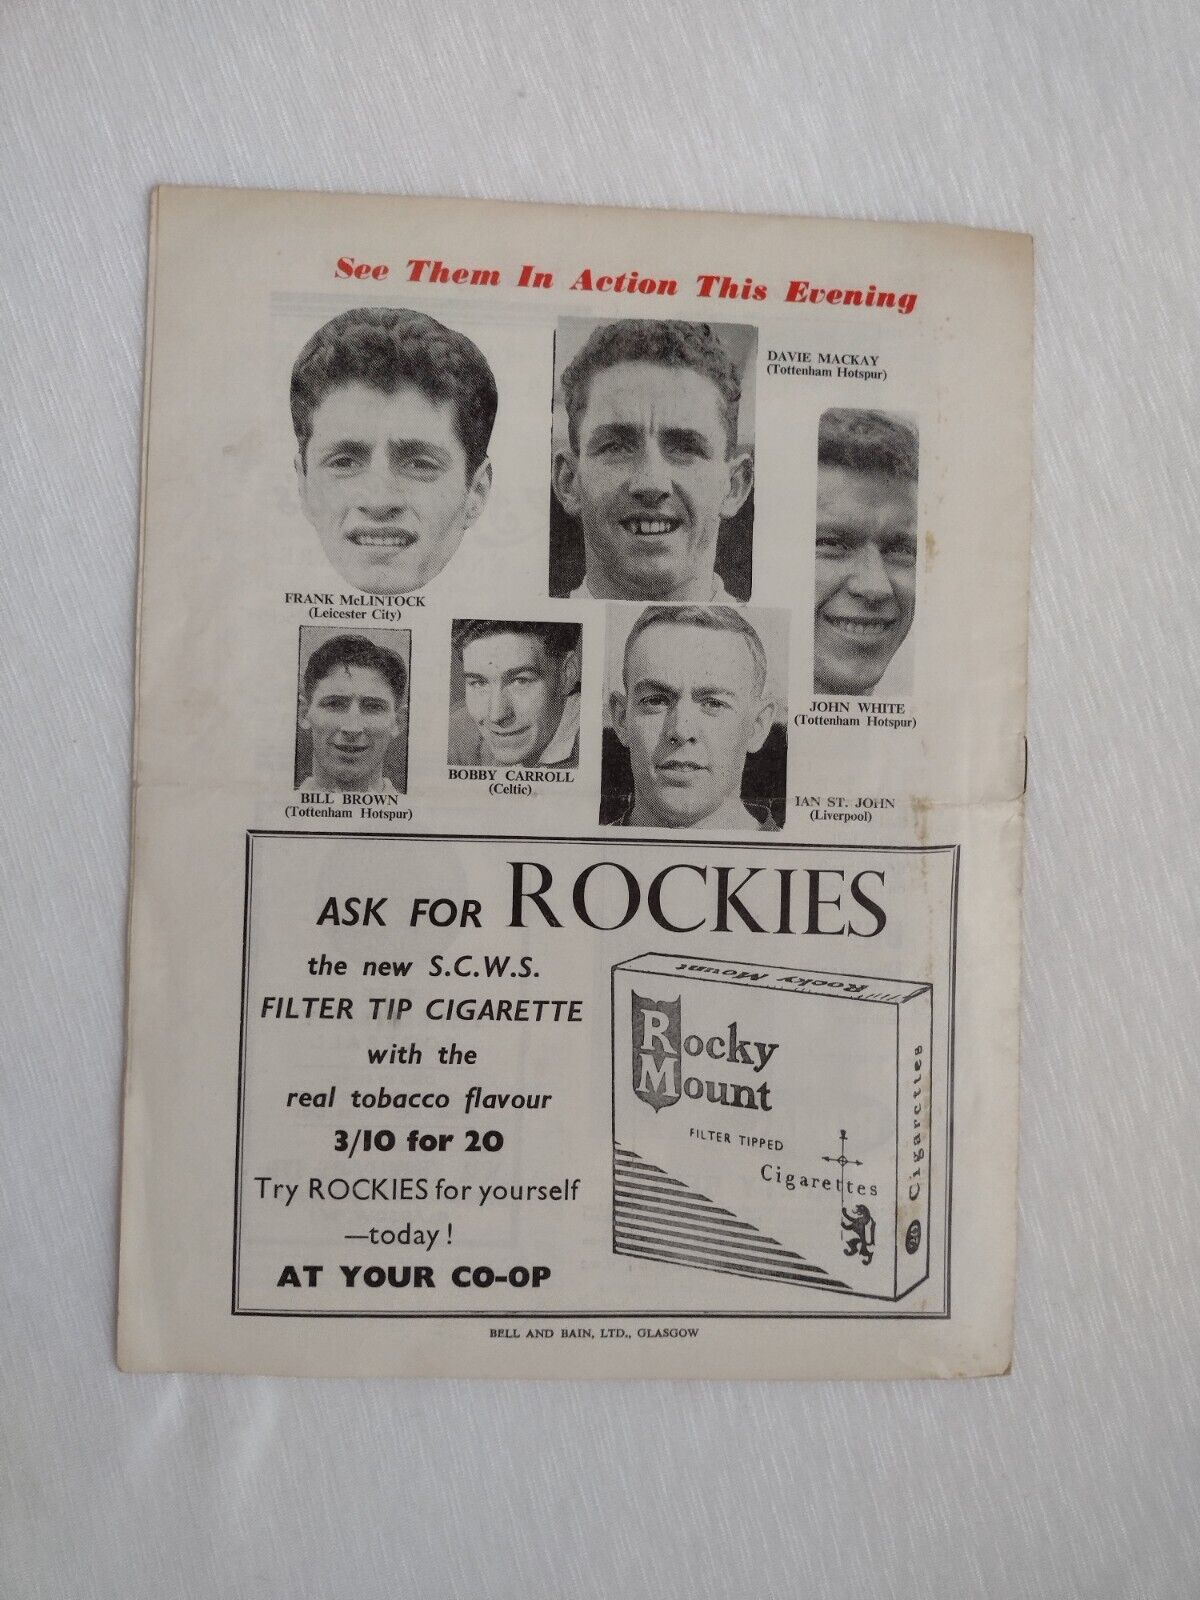 See Them In Action This Evening
DAVIE MACKAY
(Tottenham Hotspur)
FRANK McLINTOCK
(Leicester City)
JOHN WHITE
(Tottenham Hotspur)
BILL BROWN
(Tottenham Hotspur)
BOBBY CARROLL
(Celtic)
IAN ST. JOHN
(Liverpool)
ASK FOR ROCKIES
the new S.C.W.S.
FILTER TIP CIGARETTE
with the
real tobacco flavour
3/10 for 20
Try ROCKIES for yourself
—today!
AT YOUR CO-OP
Rocky Mount
Rocky
Mount
FILTER TIPPED
Cigarettes
20 Cigarettes
BELL AND BAIN, LTD., GLASGOW